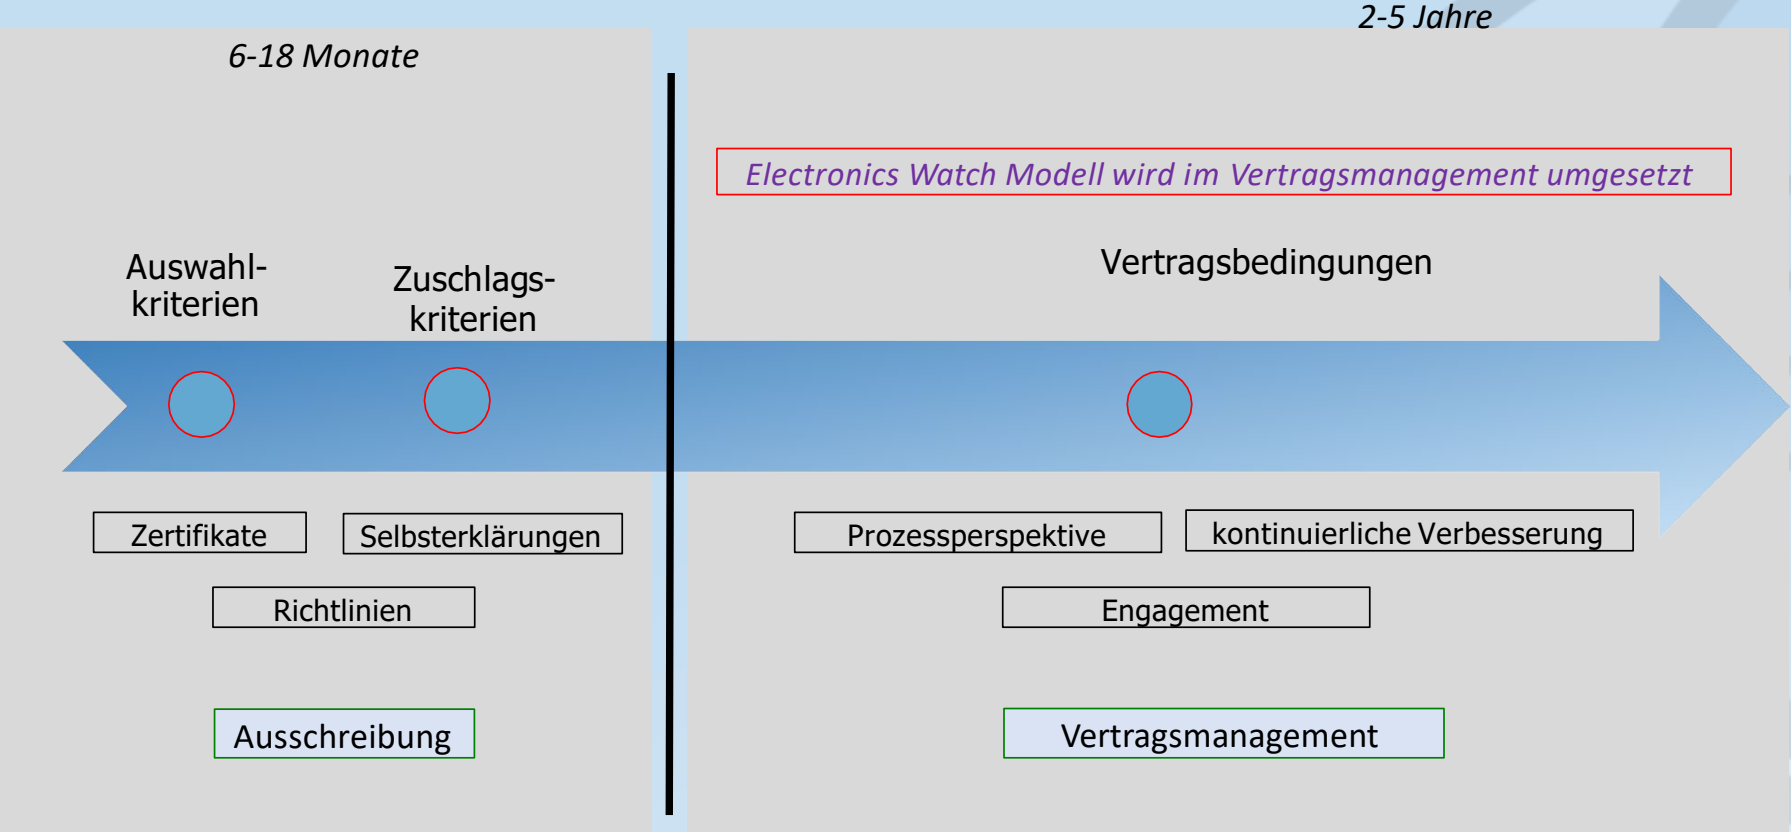 2-5 Jahre
6-18 Monate
Electronics Watch Modell wird im Vertragsmanagement umgesetzt
Auswahl-
kriterien
Zuschlags-
kriterien
Vertragsbedingungen
Zertifikate
Selbsterklärungen
Prozessperspektive
kontinuierliche Verbesserung
Richtlinien
Engagement
Ausschreibung
Vertragsmanagement